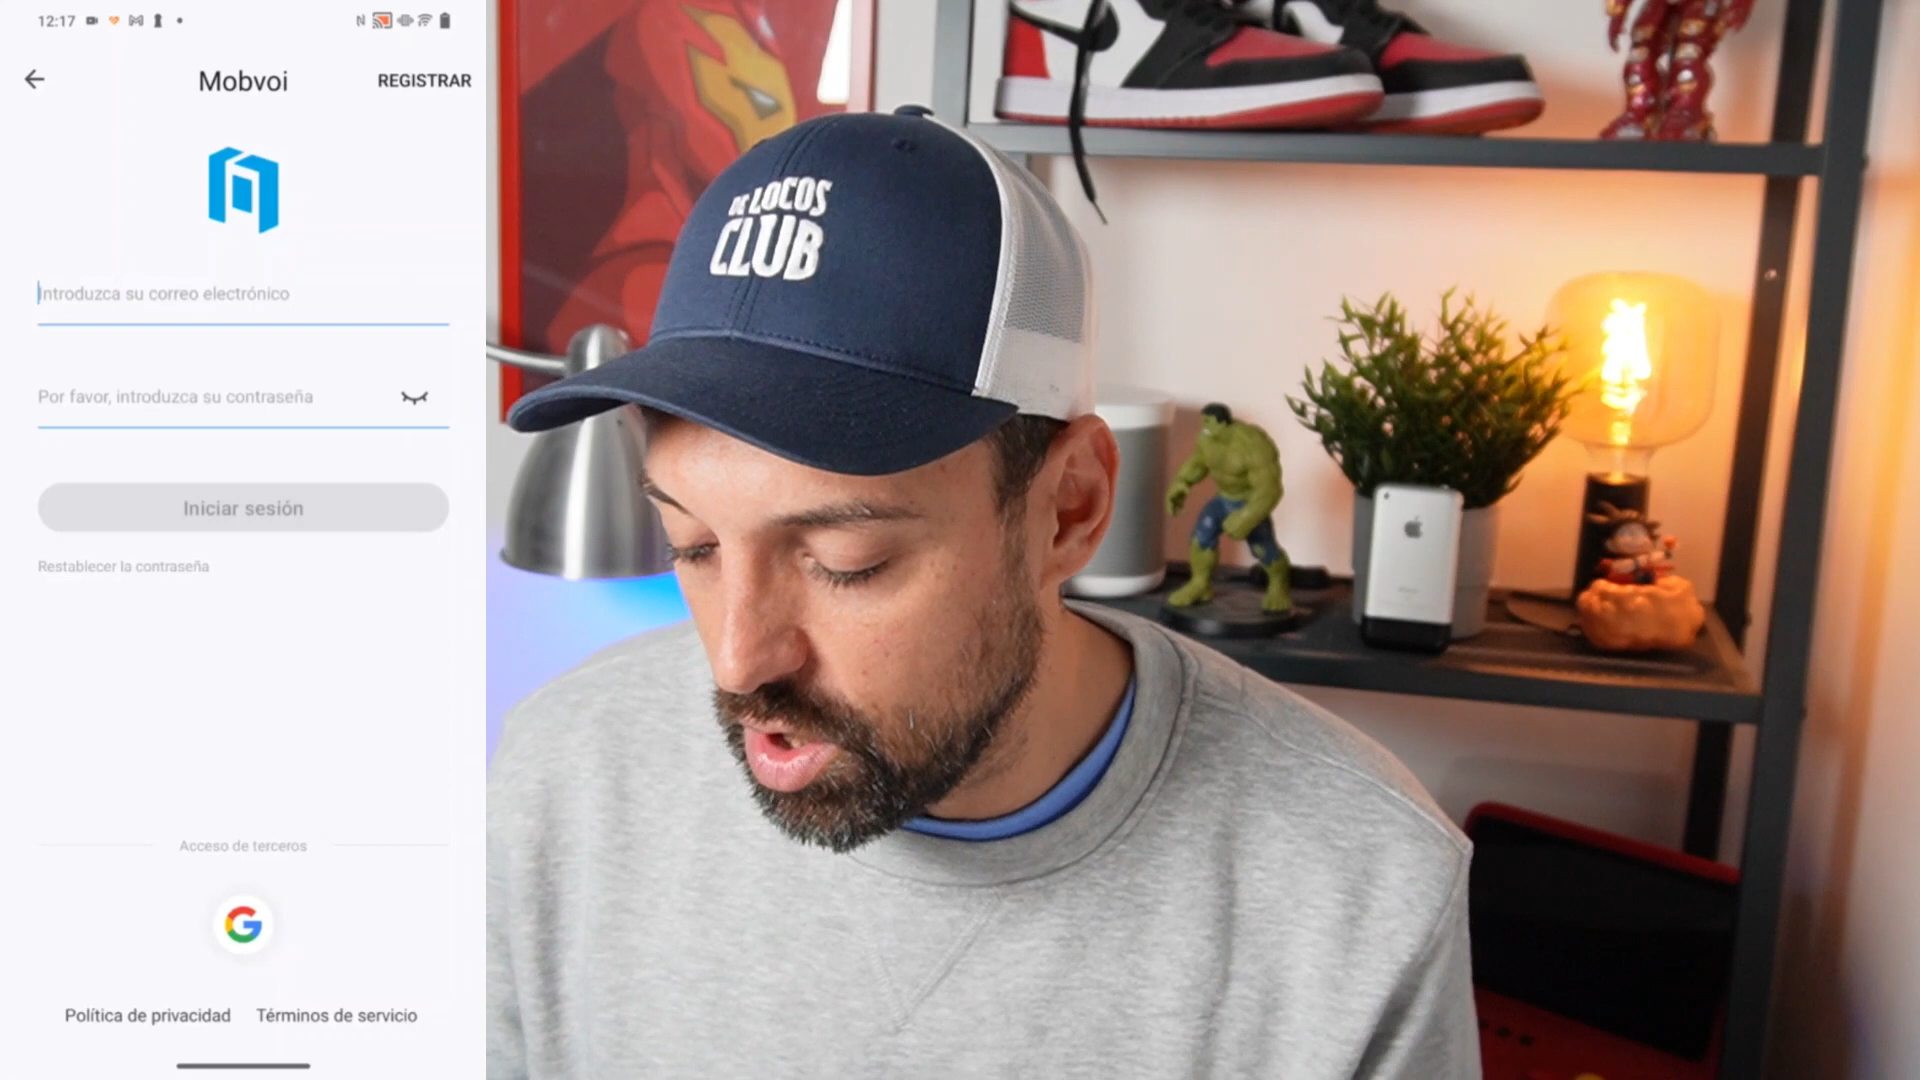 12:17
Mobvoi
REGISTRAR
Introduzca su correo electrónico
Por favor, introduzca su contraseña
Iniciar sesión
Restablecer la contraseña
Acceso de terceros
Política de privacidad
Términos de servicio
DE LOCOS
CLUB